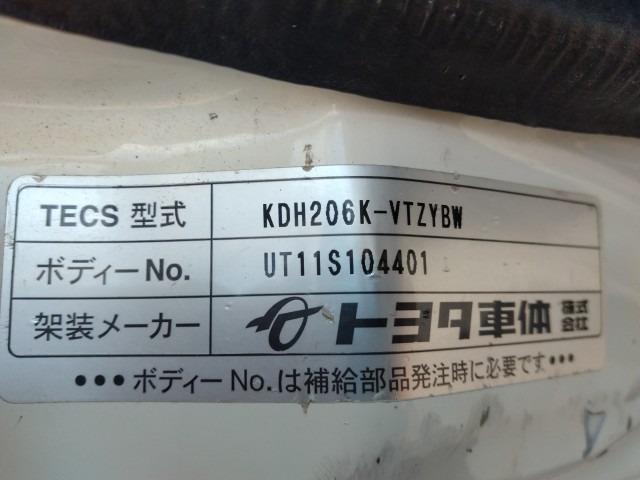 TECS 型式 KDH206K-VTZYBW
ボディーNo. UT11S104401
架装メーカー トヨタ車体 株式会社
•••ボディーNo.は補給部品発注時に必要です•••